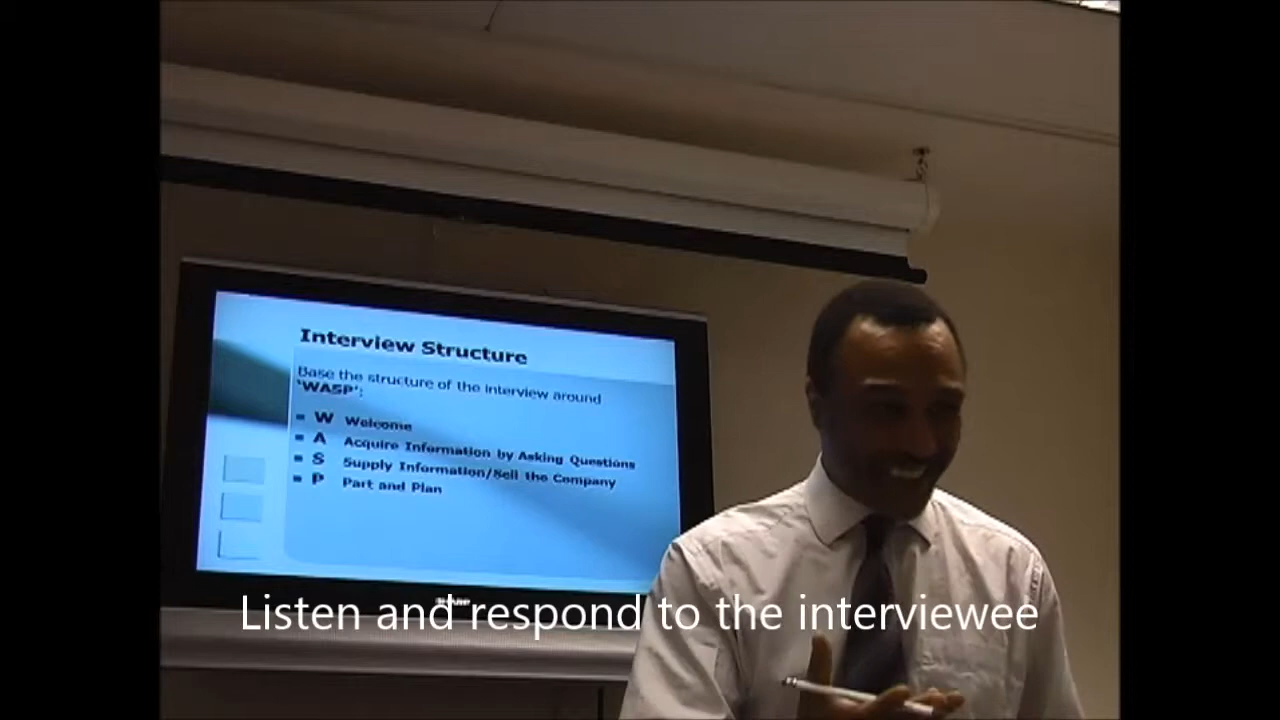 Interview Structure
Base the structure of the interview around
'WASP':
W Welcome
A Acquire Information by Asking Questions
S Supply Information/Sell the Company
P Part and Plan
Listen and respond to the interviewee